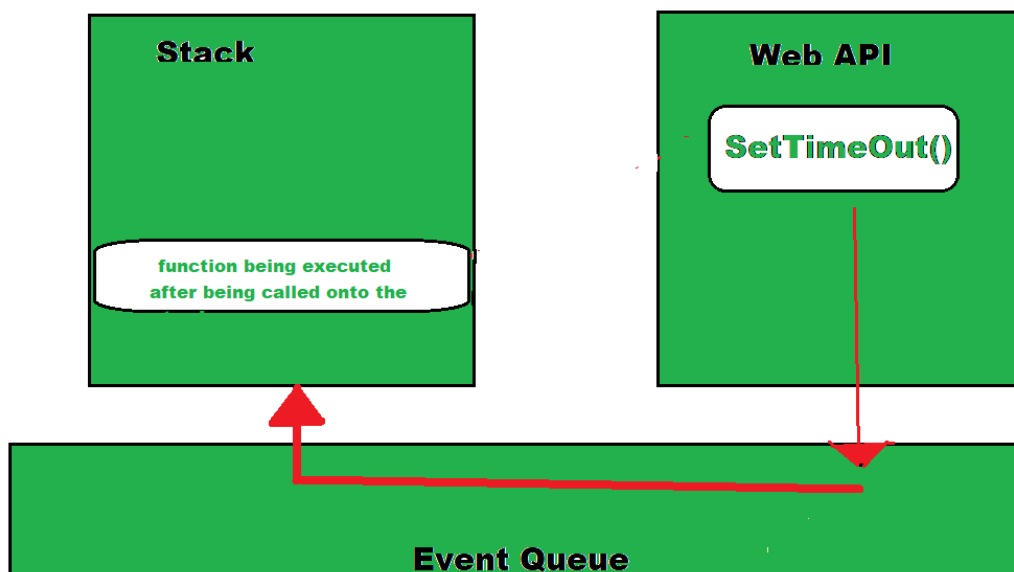 Stack
Web API
SetTimeOut()
function being executed
after being called onto the
Event Queue